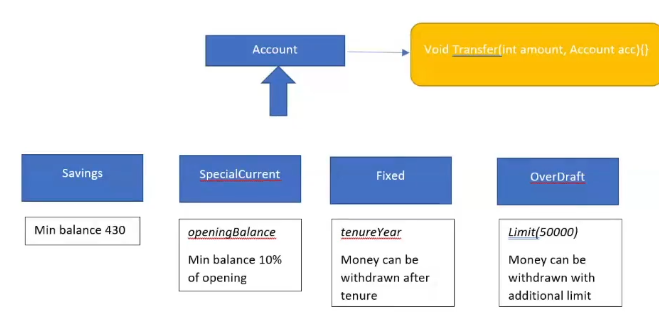 Account
Void Transfer(int amount, Account acc){}
Savings
SpecialCurrent
Fixed
OverDraft
Min balance 430
openingBalance
Min balance 10%
of opening
tenureYear
Money can be
withdrawn after
tenure
Limit(50000)
Money can be
withdrawn with
additional limit